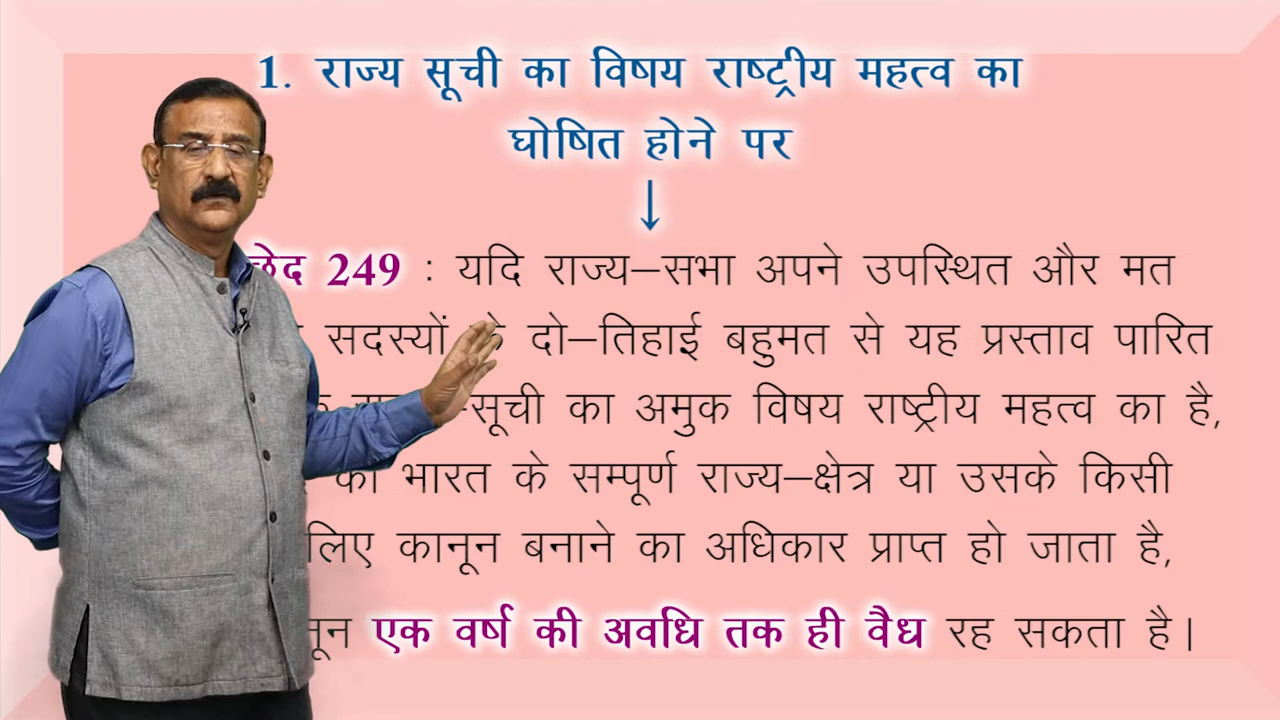 1. राज्य सूची का विषय राष्ट्रीय महत्व का
घोषित होने पर
↓
249 : यदि राज्य–सभा अपने उपस्थित और मत
सदस्यों दो–तिहाई बहुमत से यह प्रस्ताव पारित
–सूची का अमुक विषय राष्ट्रीय महत्व का है,
भारत के सम्पूर्ण राज्य–क्षेत्र या उसके किसी
लिए कानून बनाने का अधिकार प्राप्त हो जाता है,
एक वर्ष की अवधि तक ही वैध रह सकता है।